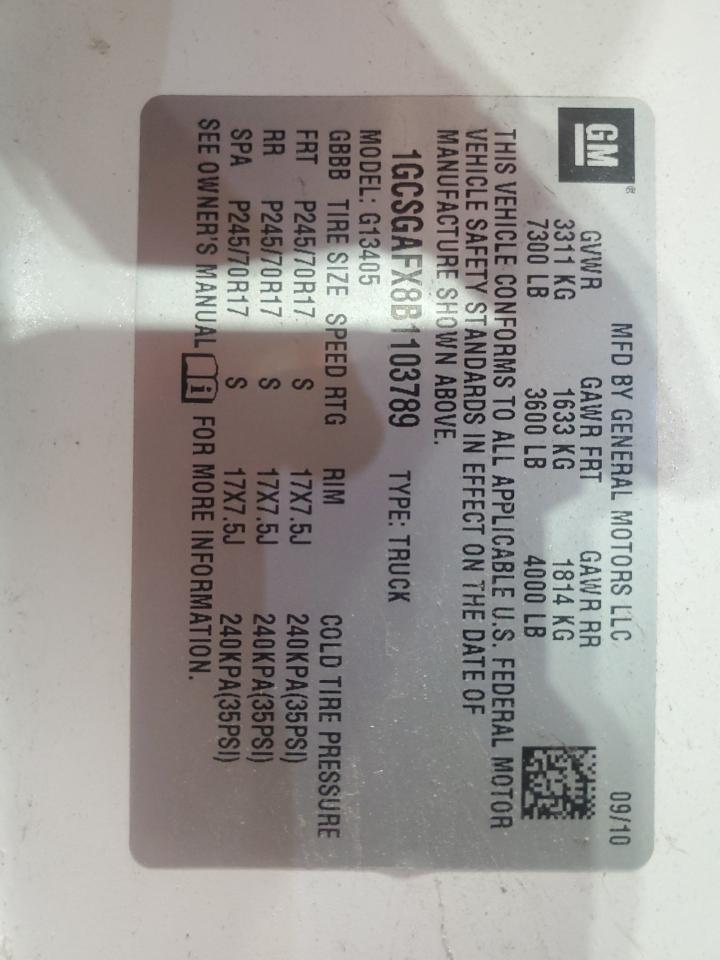 GM ®
MFD BY GENERAL MOTORS LLC 09/10
GVWR GAWR FRT GAWR RR
3311 KG 1633 KG 1814 KG
7300 LB 3600 LB 4000 LB
THIS VEHICLE CONFORMS TO ALL APPLICABLE U.S. FEDERAL MOTOR
VEHICLE SAFETY STANDARDS IN EFFECT ON THE DATE OF
MANUFACTURE SHOWN ABOVE.
1GCSGAFX8B1103789 TYPE: TRUCK
MODEL: G13405
GBBB TIRE SIZE SPEED RTG RIM COLD TIRE PRESSURE
FRT P245/70R17 S 17X7.5J 240KPA(35PSI)
RR P245/70R17 S 17X7.5J 240KPA(35PSI)
SPA P245/70R17 S 17X7.5J 240KPA(35PSI)
SEE OWNER'S MANUAL i FOR MORE INFORMATION.